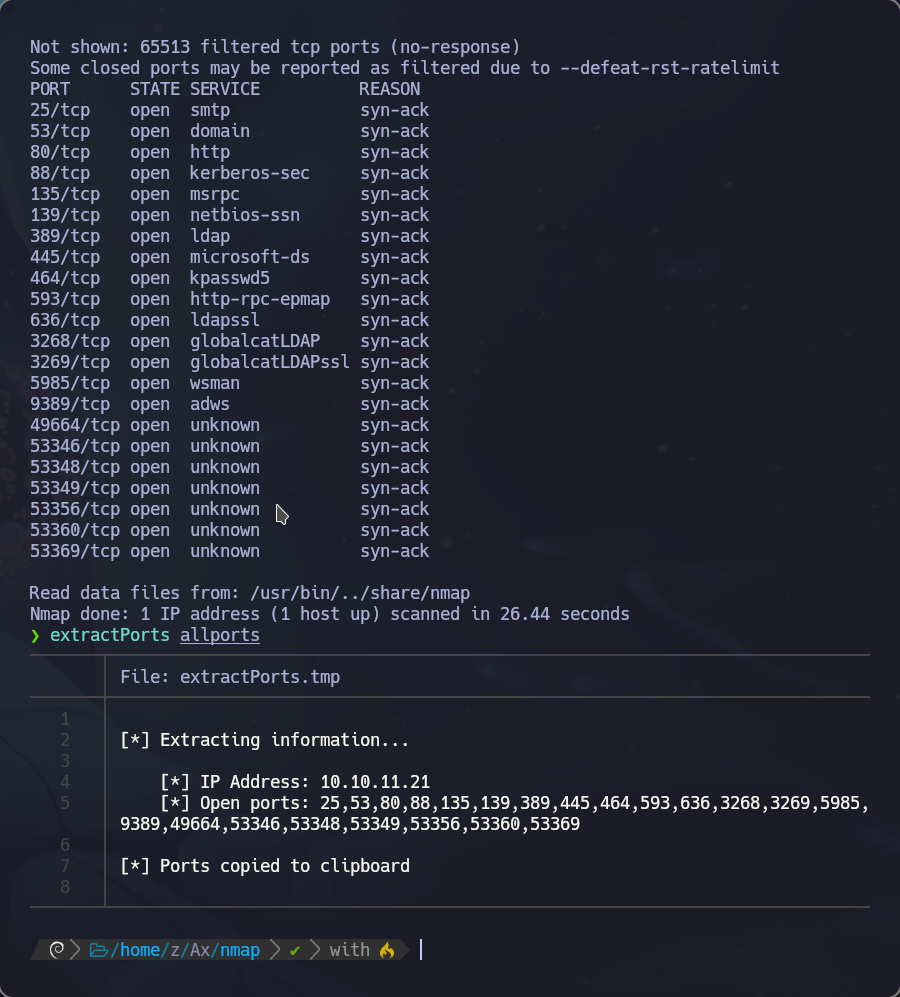 Not shown: 65513 filtered tcp ports (no-response)
Some closed ports may be reported as filtered due to --defeat-rst-ratelimit
PORT      STATE SERVICE          REASON
25/tcp    open  smtp             syn-ack
53/tcp    open  domain           syn-ack
80/tcp    open  http             syn-ack
88/tcp    open  kerberos-sec     syn-ack
135/tcp   open  msrpc            syn-ack
139/tcp   open  netbios-ssn      syn-ack
389/tcp   open  ldap             syn-ack
445/tcp   open  microsoft-ds     syn-ack
464/tcp   open  kpasswd5         syn-ack
593/tcp   open  http-rpc-epmap   syn-ack
636/tcp   open  ldapssl          syn-ack
3268/tcp  open  globalcatLDAP    syn-ack
3269/tcp  open  globalcatLDAPssl syn-ack
5985/tcp  open  wsman            syn-ack
9389/tcp  open  adws             syn-ack
49664/tcp open  unknown          syn-ack
53346/tcp open  unknown          syn-ack
53348/tcp open  unknown          syn-ack
53349/tcp open  unknown          syn-ack
53356/tcp open  unknown          syn-ack
53360/tcp open  unknown          syn-ack
53369/tcp open  unknown          syn-ack
Read data files from: /usr/bin/../share/nmap
Nmap done: 1 IP address (1 host up) scanned in 26.44 seconds
❯ extractPorts allports
File: extractPorts.tmp
1
2 [*] Extracting information...
3
4     [*] IP Address: 10.10.11.21
5     [*] Open ports: 25,53,80,88,135,139,389,445,464,593,636,3268,3269,5985,
9389,49664,53346,53348,53349,53356,53360,53369
6
7 [*] Ports copied to clipboard
8
/home/z/Ax/nmap ✔ with 🔥